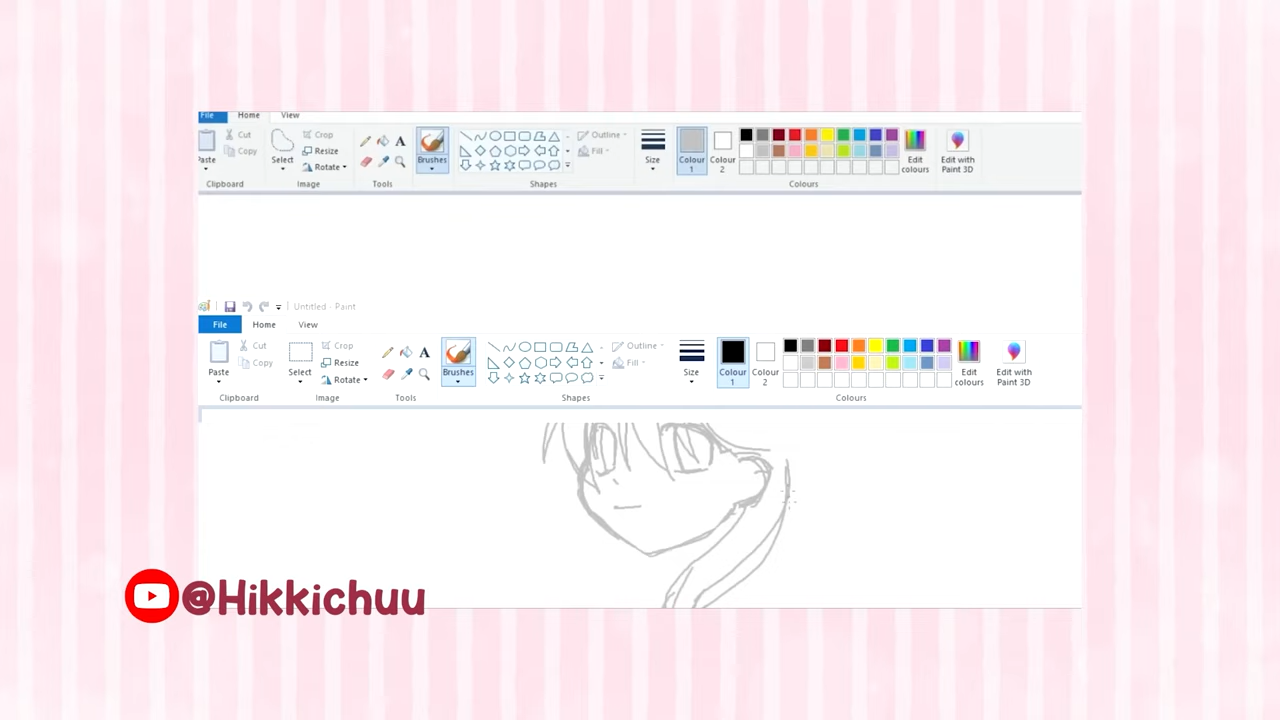 File Home View
Cut
Copy
Paste
Clipboard
Select
Crop
Resize
Rotate
Image
A
Tools
Brushes
Outline
Fill
Shapes
Size
Colour 1
Colour 2
Edit colours
Colours
Edit with Paint 3D
Untitled - Paint
File Home View
Cut
Copy
Paste
Clipboard
Select
Crop
Resize
Rotate
Image
A
Tools
Brushes
Outline
Fill
Shapes
Size
Colour 1
Colour 2
Edit colours
Colours
Edit with Paint 3D
@Hikkichuu